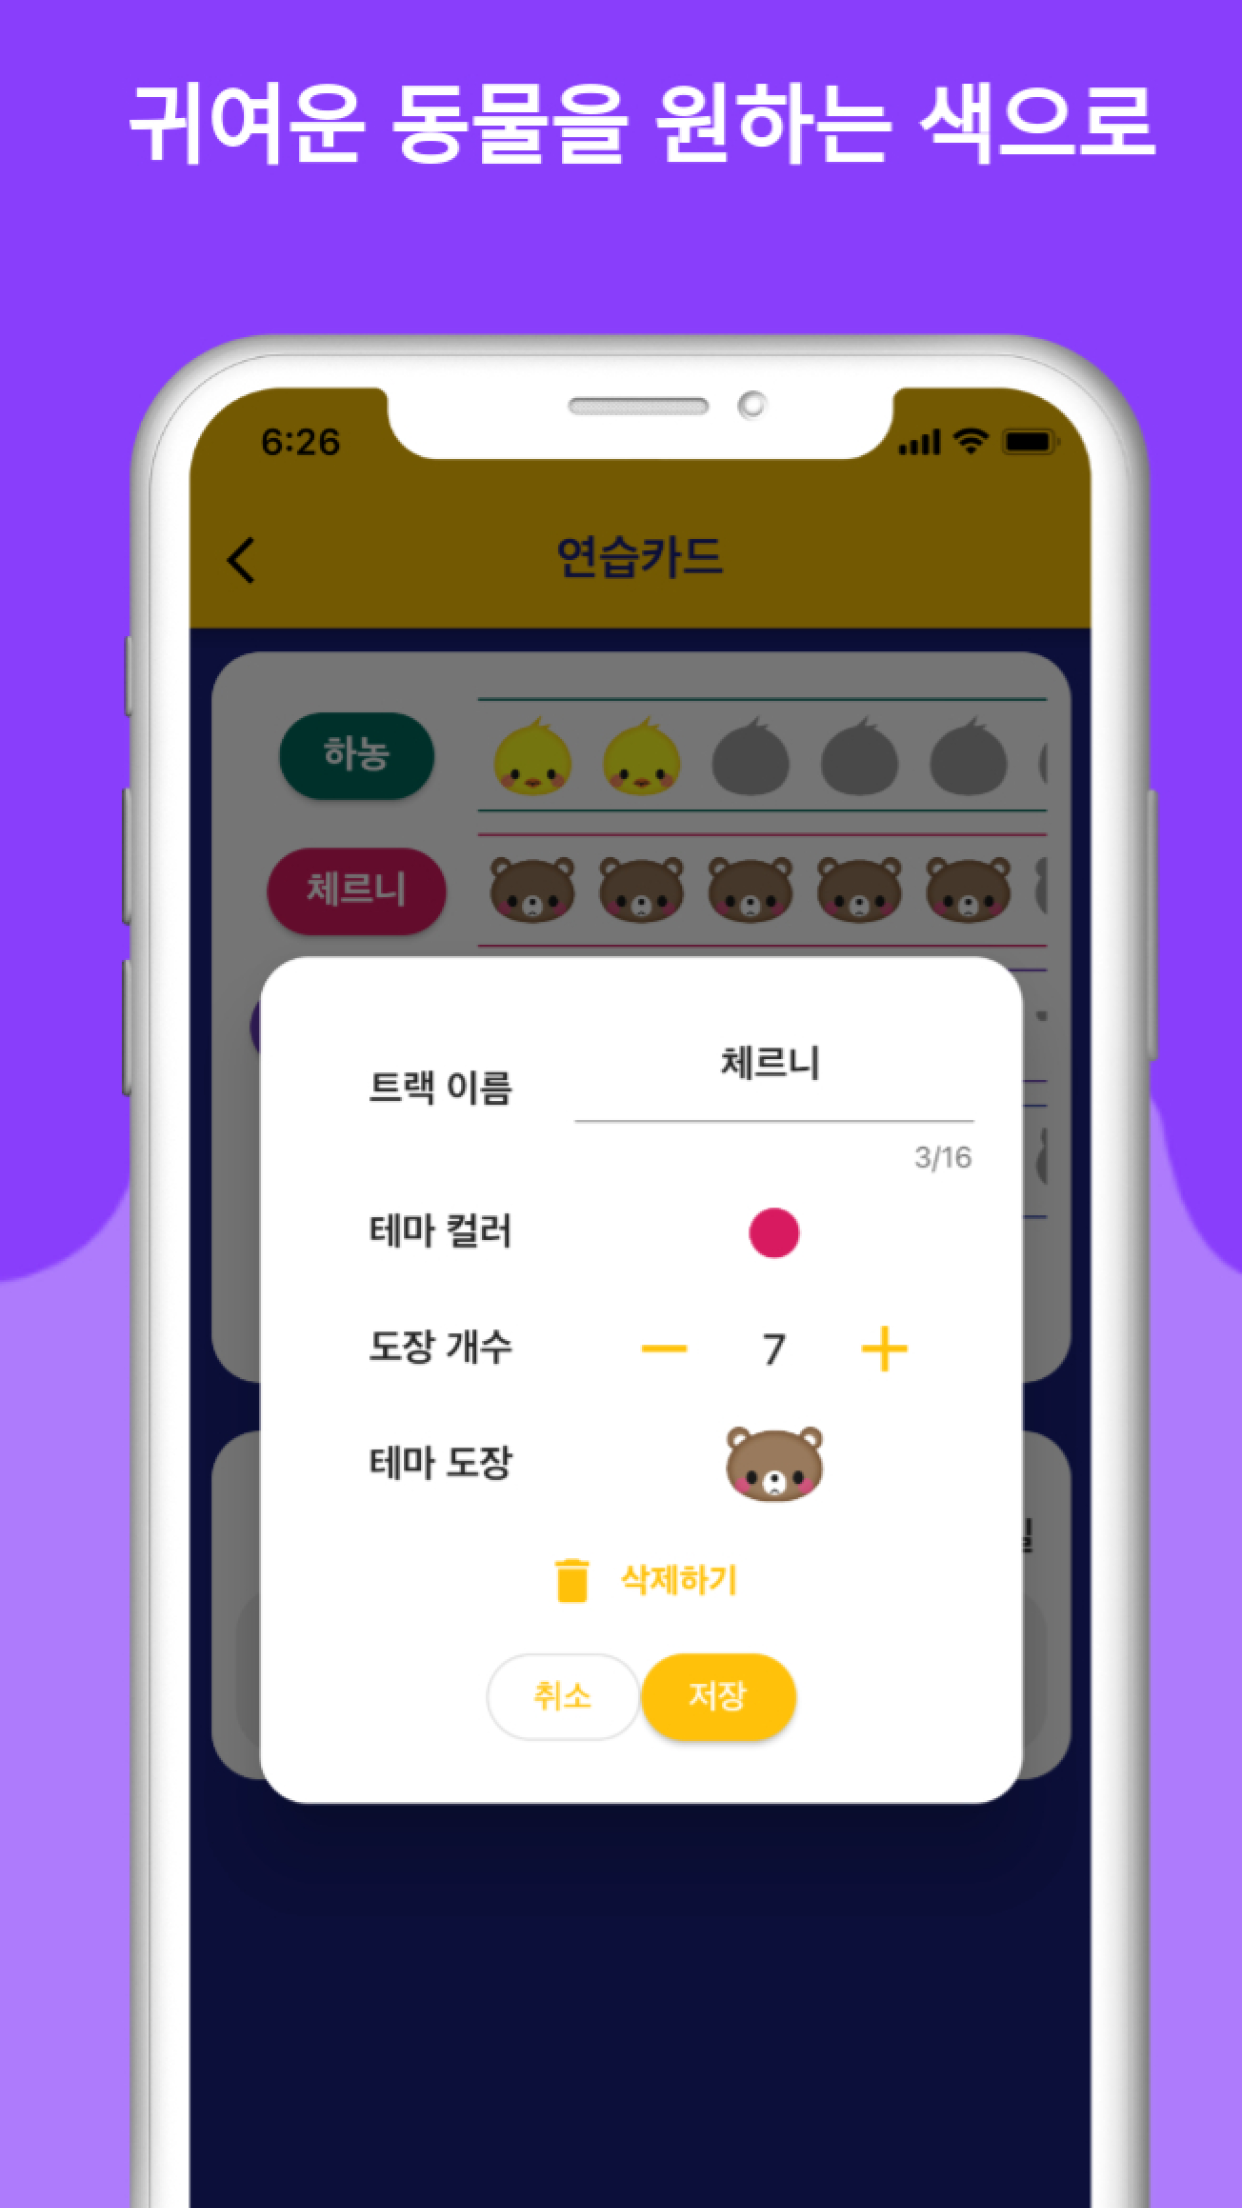 귀여운 동물을 원하는 색으로
6:26
연습카드
하농
체르니
트랙 이름
체르니
3/16
테마 컬러
도장 개수
7
테마 도장
삭제하기
취소
저장